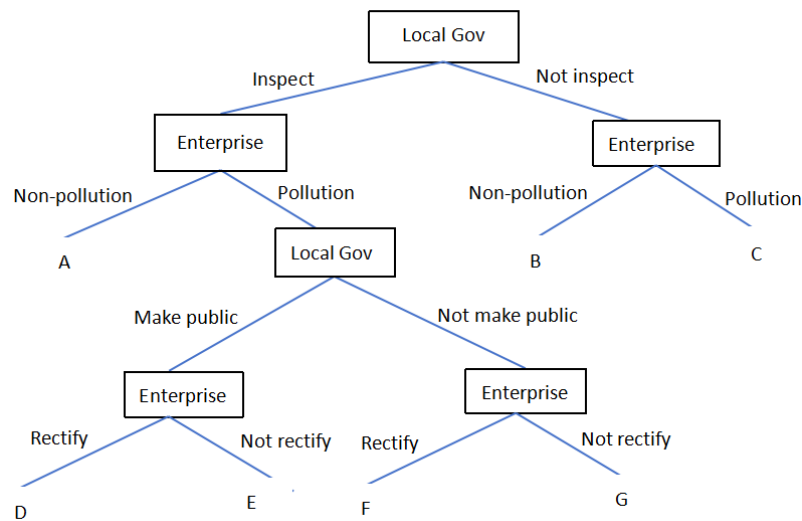 Local Gov
Inspect
Not inspect
Enterprise
Enterprise
Non-pollution
Pollution
Non-pollution
Pollution
A
Local Gov
B
C
Make public
Not make public
Enterprise
Enterprise
Rectify
Not rectify
Rectify
Not rectify
D
E
F
G